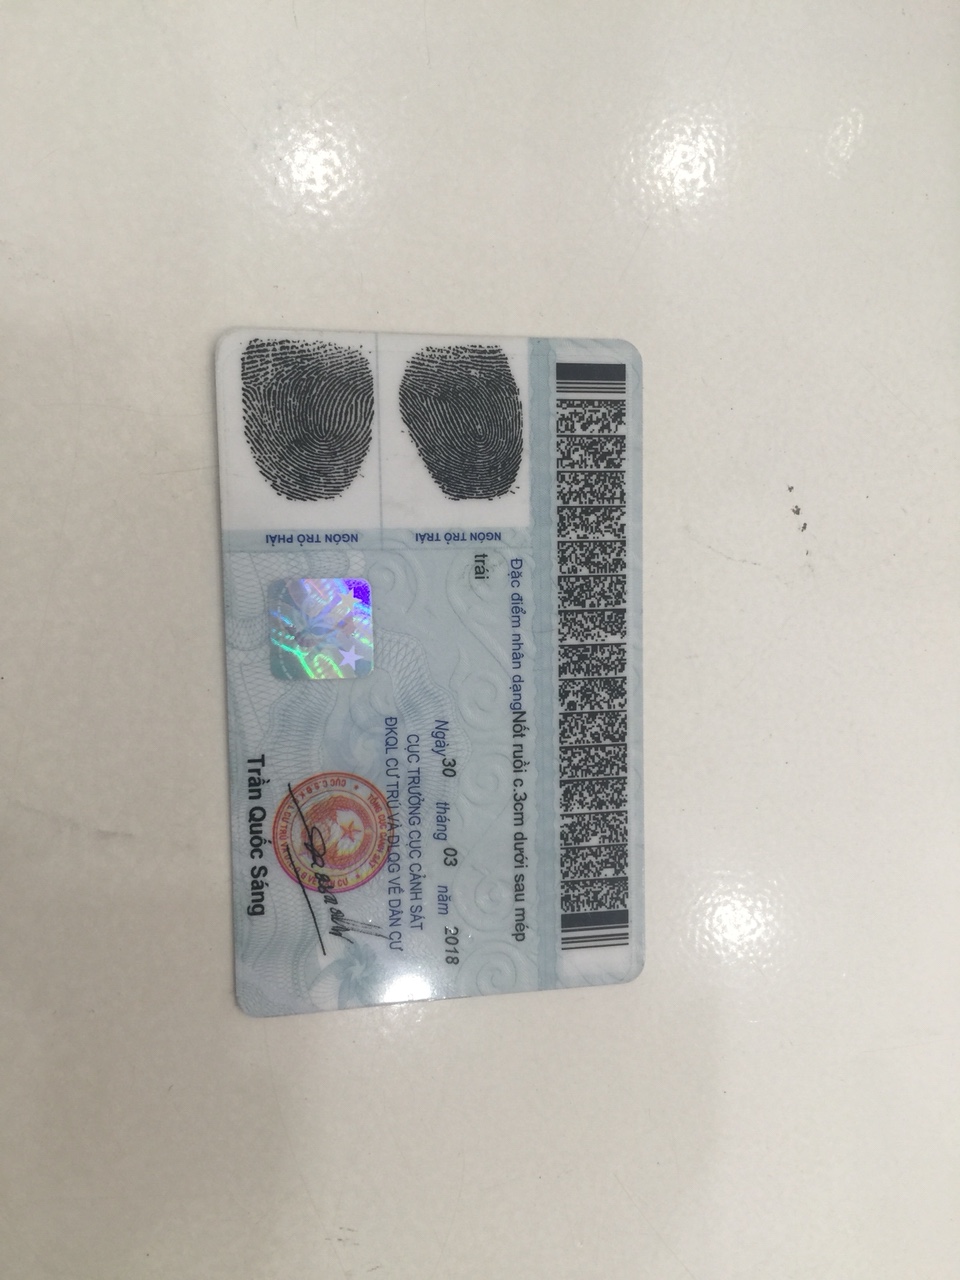 Đặc điểm nhân dạng Nốt ruồi c.3cm dưới sau mép
trái
NGÓN TRỎ TRÁI
NGÓN TRỎ PHẢI
Ngày 30 tháng 03 năm 2018
CỤC TRƯỞNG CỤC CẢNH SÁT
ĐKQL CƯ TRÚ VÀ DLQG VỀ DÂN CƯ
TỔNG CỤC CẢNH SÁT
CƯ TRÚ VÀ
Trần Quốc Sáng